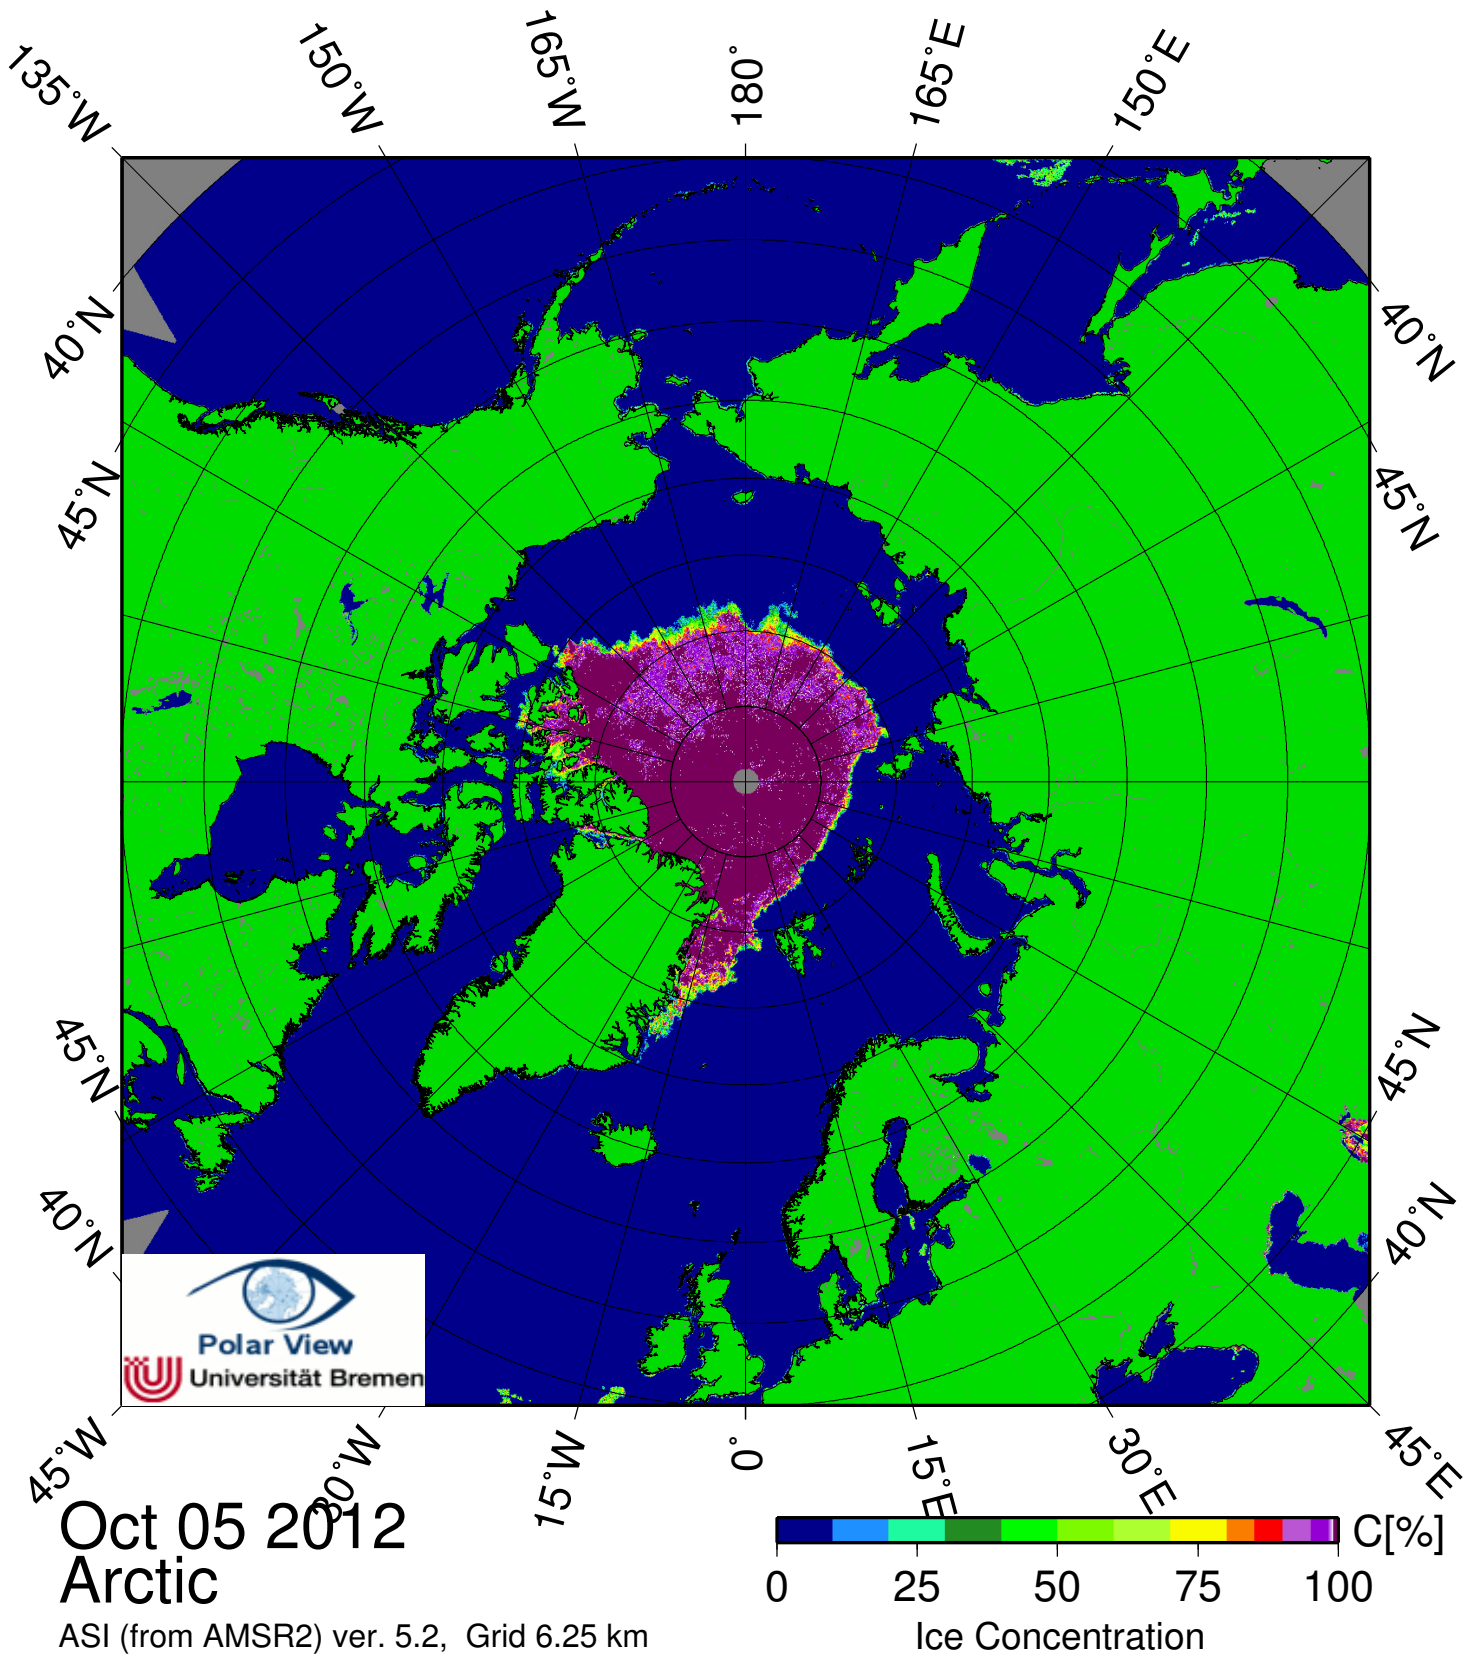 135°W
150°W
165°W
180°
165°E
150°E
40°N
40°N
45°N
45°N
45°N
45°N
40°N
40°N
Polar View
Universität Bremen
45°W
30°W
15°W
0°
15°E
30°E
45°E
Oct 05 2012
Arctic
ASI (from AMSR2) ver. 5.2, Grid 6.25 km
C[%]
0 25 50 75 100
Ice Concentration